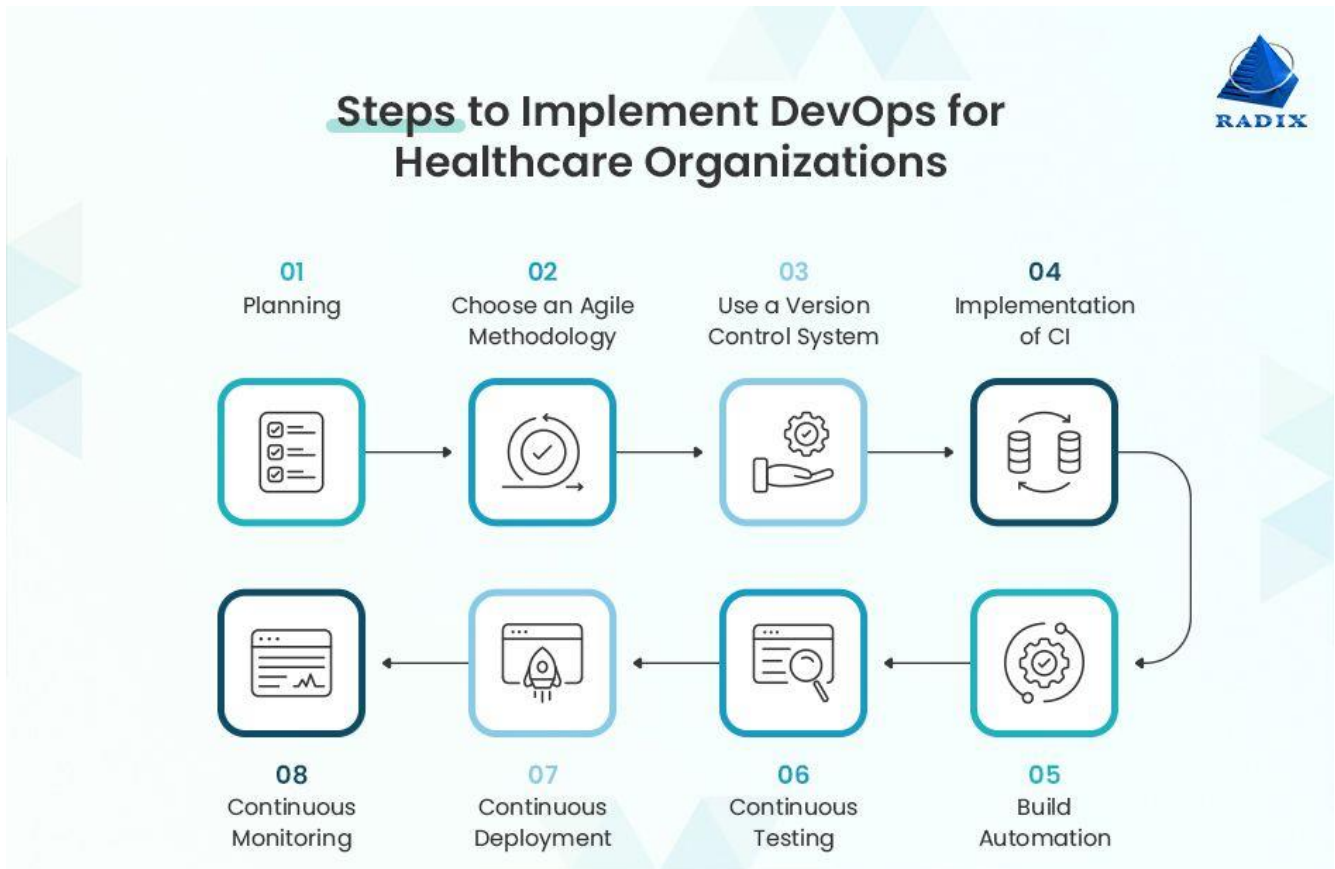 RADIX
Steps to Implement DevOps for
Healthcare Organizations
01
Planning
02
Choose an Agile
Methodology
03
Use a Version
Control System
04
Implementation
of CI
05
Build
Automation
06
Continuous
Testing
07
Continuous
Deployment
08
Continuous
Monitoring